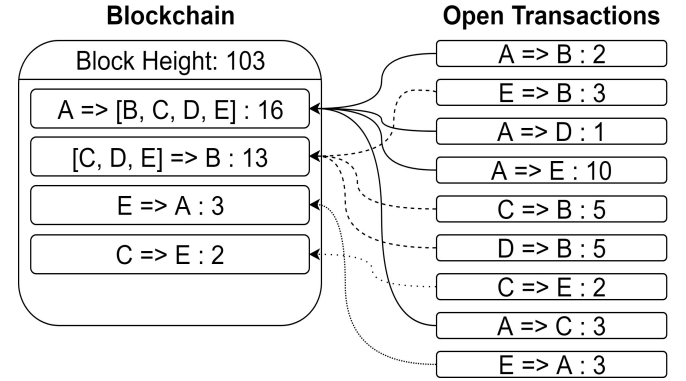 Blockchain
Block Height: 103
A => [B, C, D, E] : 16
[C, D, E] => B : 13
E => A : 3
C => E : 2
Open Transactions
A => B : 2
E => B : 3
A => D : 1
A => E : 10
C => B : 5
D => B : 5
C => E : 2
A => C : 3
E => A : 3